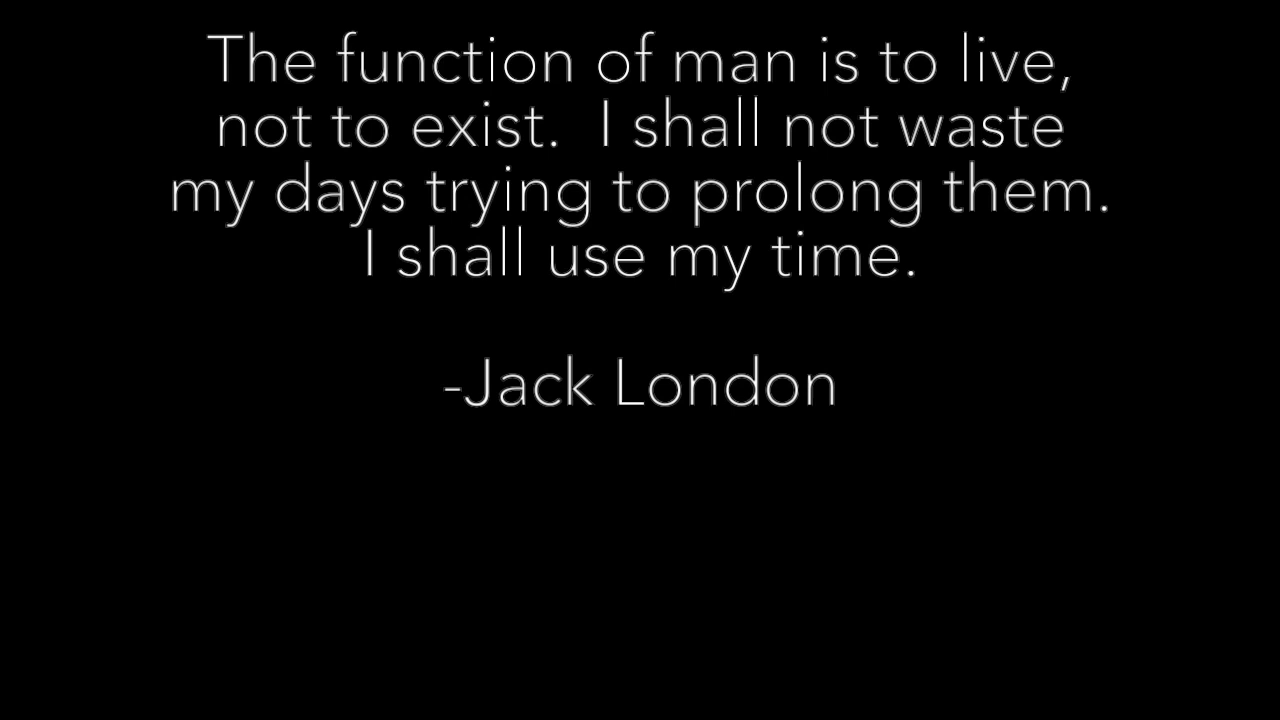 The function of man is to live,
not to exist.  I shall not waste
my days trying to prolong them.
I shall use my time.
-Jack London